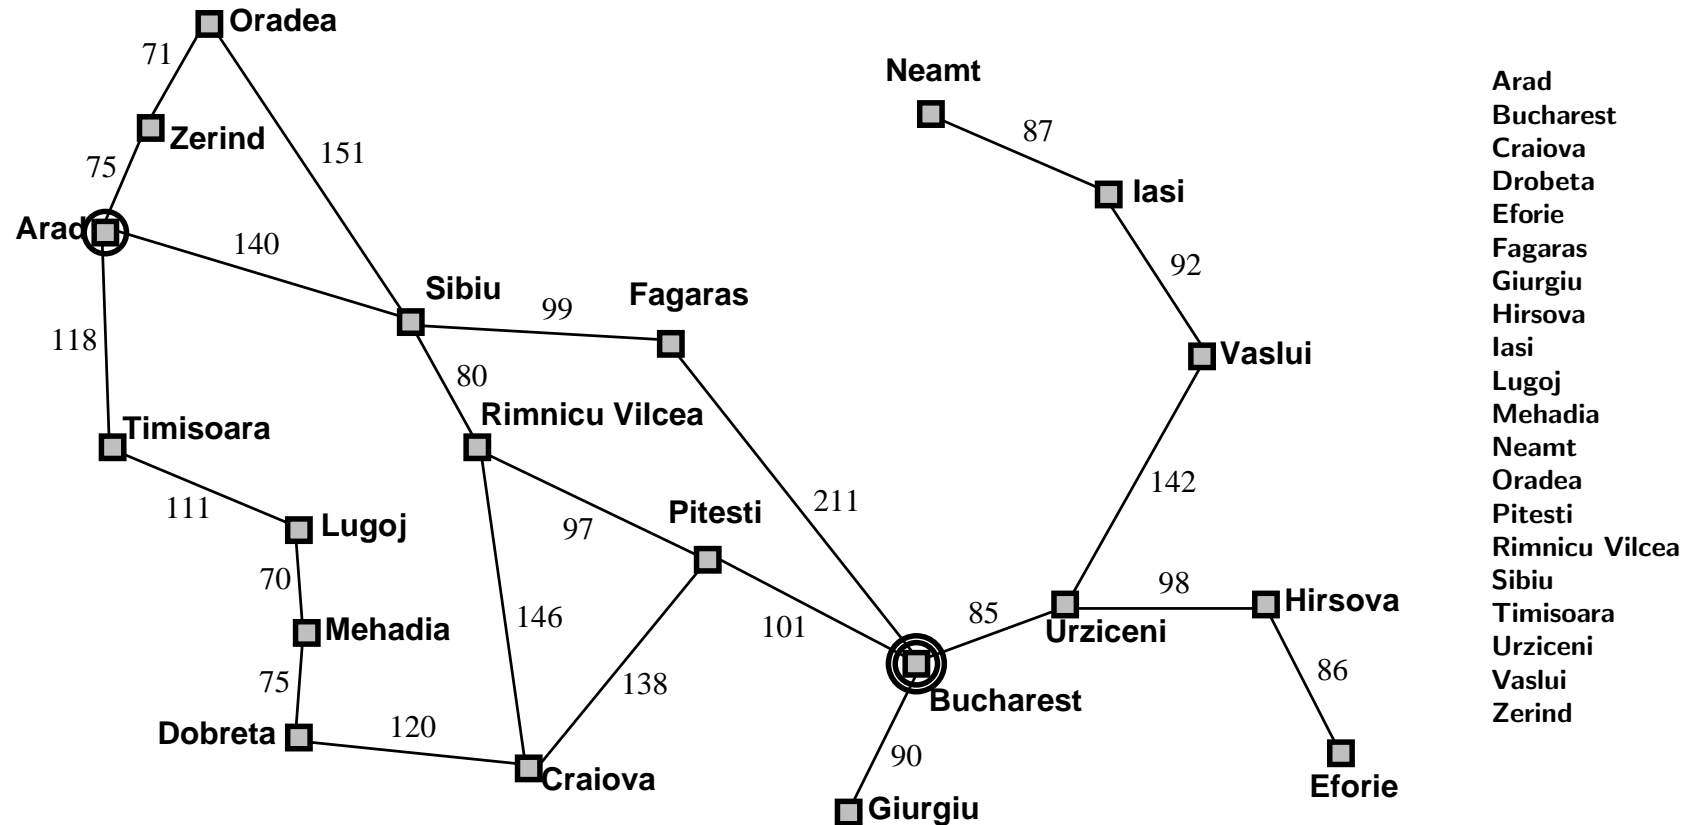 Oradea
71
Neamt
Zerind
87
151
75
Iasi
Arad
140
92
Sibiu
Fagaras
99
118
Vaslui
80
Rimnicu Vilcea
Timisoara
142
211
111
Pitesti
Lugoj
97
70
98
Hirsova
85
146
Urziceni
Mehadia
101
86
75
138
Bucharest
Dobreta
120
90
Craiova
Eforie
Giurgiu
Arad
Bucharest
Craiova
Drobeta
Eforie
Fagaras
Giurgiu
Hirsova
Iasi
Lugoj
Mehadia
Neamt
Oradea
Pitesti
Rimnicu Vilcea
Sibiu
Timisoara
Urziceni
Vaslui
Zerind